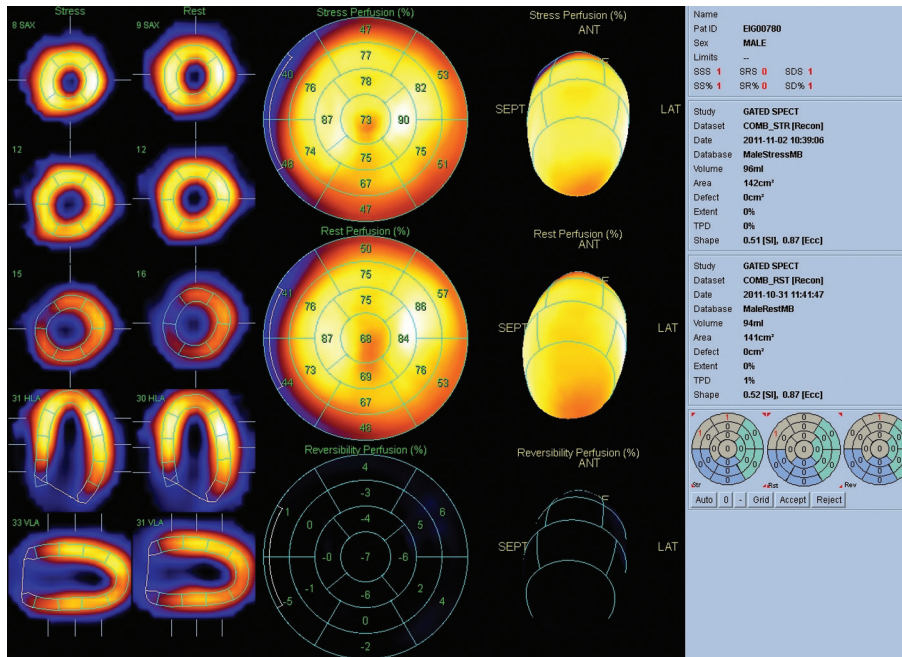 Stress
Rest
8 SAX
9 SAX
12
12
15
16
31 HLA
30 HLA
33 VLA
31 VLA
Stress Perfusion (%)
47
77
40
53
76
78
82
87
73
90
74
75
75
48
67
51
67
47
Rest Perfusion (%)
50
75
41
57
76
75
86
87
68
84
73
69
76
44
69
53
67
48
Reversibility Perfusion (%)
4
-3
1
6
0
-4
5
-0
-7
-6
-1
-6
2
-5
4
0
-2
Stress Perfusion (%)
ANT
SEPT
LAT
Rest Perfusion (%)
ANT
SEPT
LAT
Reversibility Perfusion (%)
ANT
SEPT
LAT
Name
Pat ID EIG00780
Sex MALE
Limits --
SSS 1 SRS 0 SDS 1
SS% 1 SR% 0 SD% 1
Study GATED SPECT
Dataset COMB_STR [Recon]
Date 2011-11-02 10:39:06
Database MaleStressMB
Volume 96ml
Area 142cm²
Defect 0cm²
Extent 0%
TPD 0%
Shape 0.51 [SI], 0.87 [Ecc]
Study GATED SPECT
Dataset COMB_RST [Recon]
Date 2011-10-31 11:41:47
Database MaleRestMB
Volume 94ml
Area 141cm²
Defect 0cm²
Extent 0%
TPD 1%
Shape 0.52 [SI], 0.87 [Ecc]
Str
Rst
Rev
Auto 0 - Grid Accept Reject